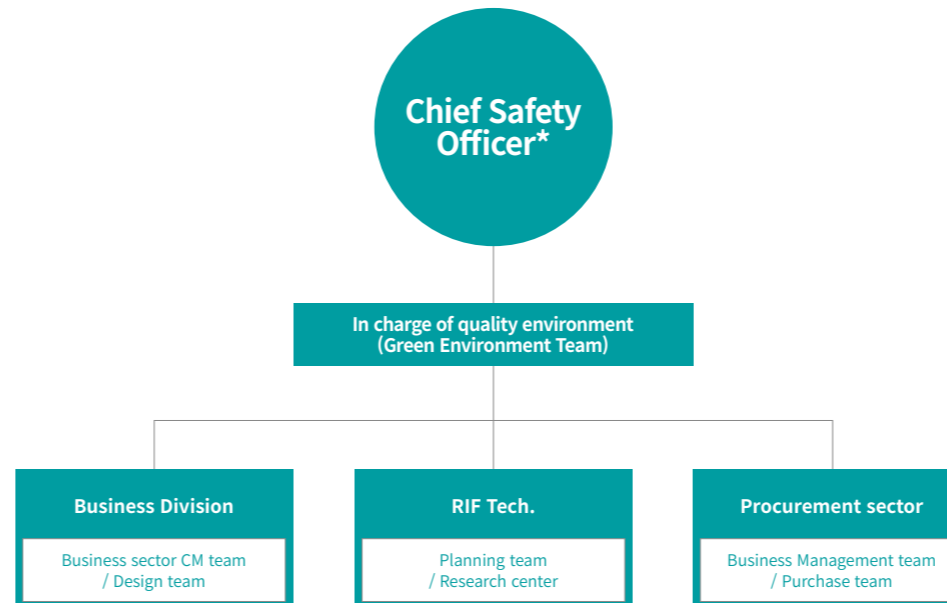 Chief Safety
Officer*
In charge of quality environment
(Green Environment Team)
Business Division
Business sector CM team
/ Design team
RIF Tech.
Planning team
/ Research center
Procurement sector
Business Management team
/ Purchase team